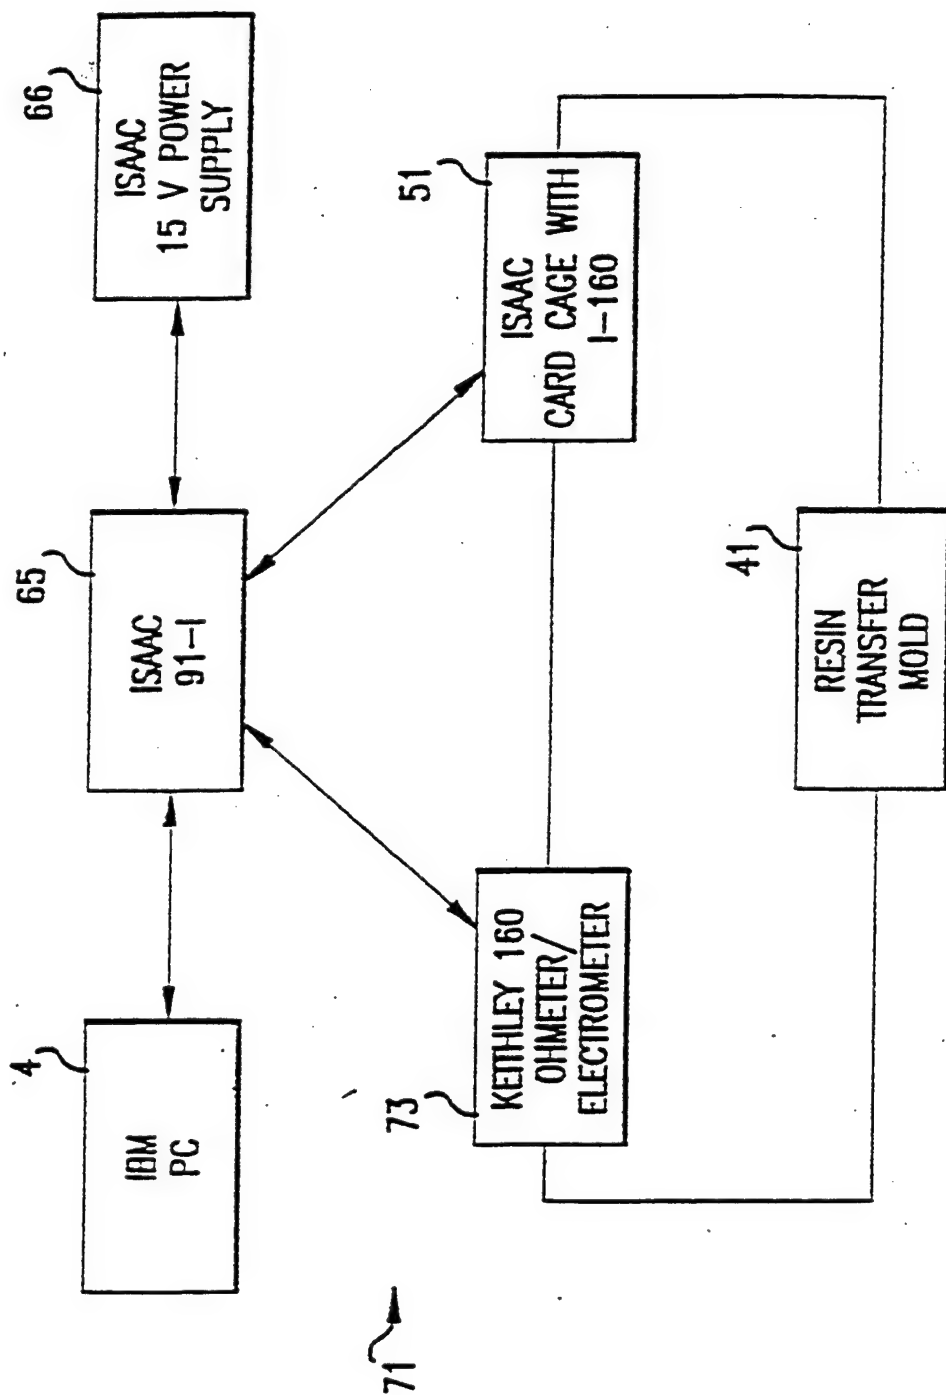 4
IBM
PC
65
ISAAC
91-I
66
ISAAC
15 V POWER
SUPPLY
73
KEITHLEY 160
OHMETER/
ELECTROMETER
51
ISAAC
CARD CAGE WITH
I-160
41
RESIN
TRANSFER
MOLD
71